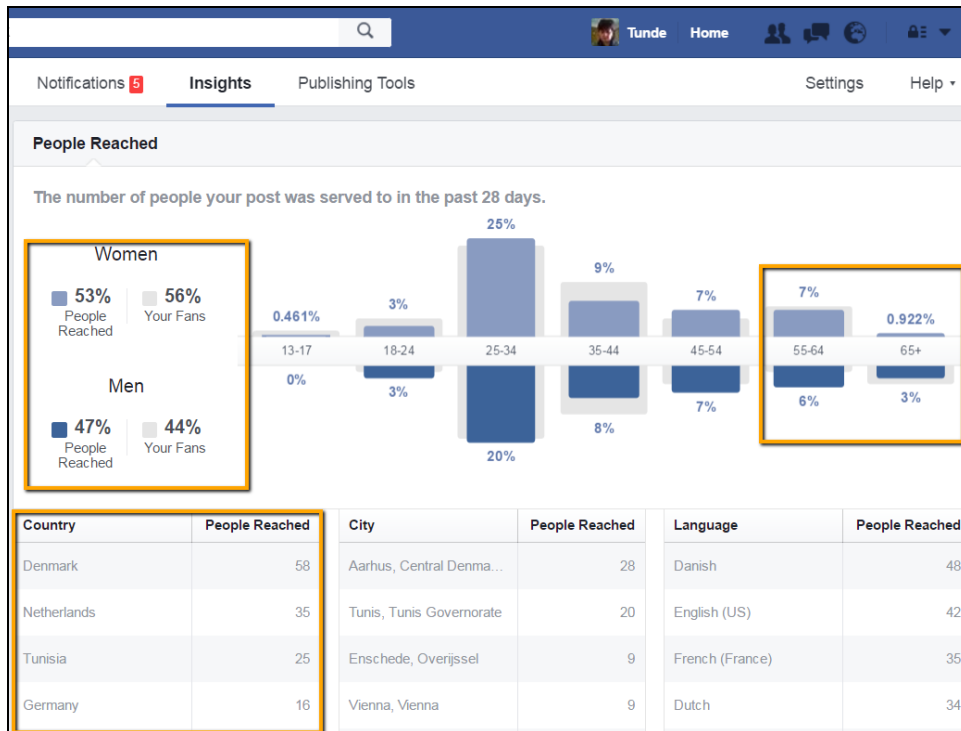 Tunde Home
Notifications 5 Insights Publishing Tools Settings Help
People Reached
The number of people your post was served to in the past 28 days.
Women
53% 56%
People Reached Your Fans
Men
47% 44%
People Reached Your Fans
0.461% 3% 25% 9% 7% 7% 0.922%
13-17 18-24 25-34 35-44 45-54 55-64 65+
0% 3% 20% 8% 7% 6% 3%
Country People Reached City People Reached Language People Reached
Denmark 58 Aarhus, Central Denma... 28 Danish 48
Netherlands 35 Tunis, Tunis Governorate 20 English (US) 42
Tunisia 25 Enschede, Overijssel 9 French (France) 35
Germany 16 Vienna, Vienna 9 Dutch 34